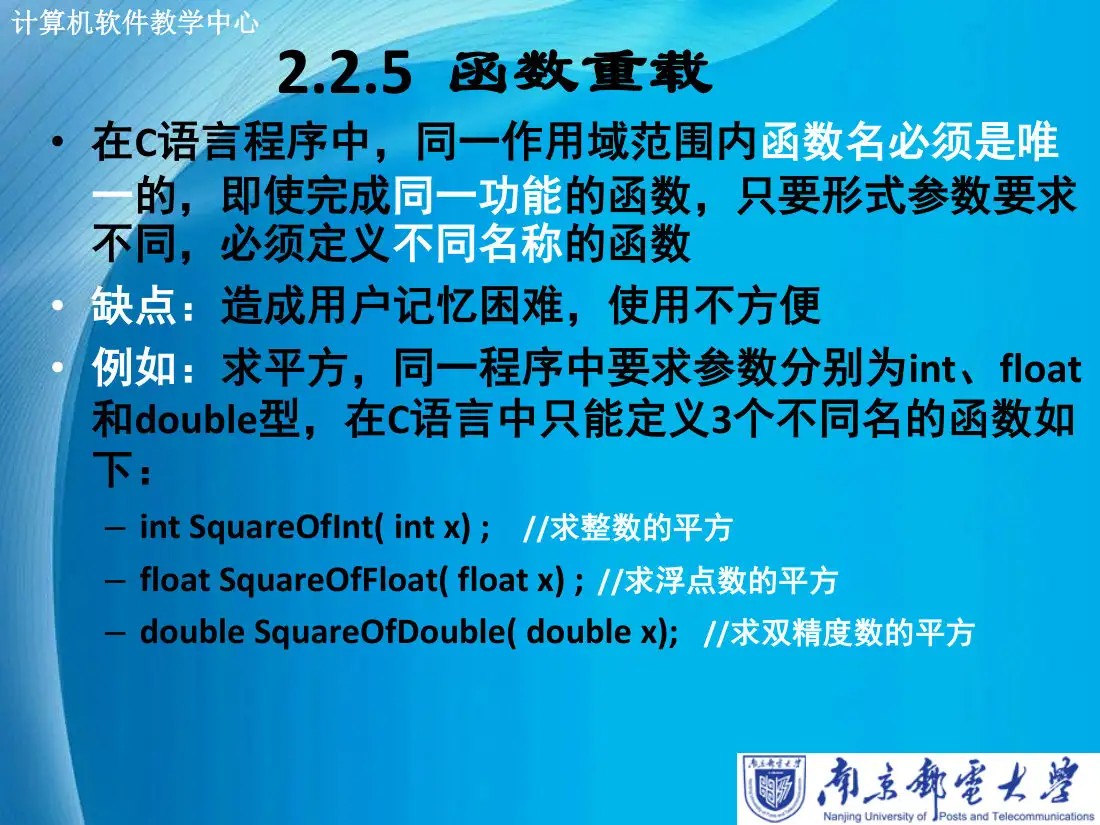 计算机软件教学中心
2.2.5 函数重载
• 在C语言程序中，同一作用域范围内函数名必须是唯
一的，即使完成同一功能的函数，只要形式参数要求
不同，必须定义不同名称的函数
• 缺点：造成用户记忆困难，使用不方便
• 例如：求平方，同一程序中要求参数分别为int、float
和double型，在C语言中只能定义3个不同名的函数如
下：
– int SquareOfInt( int x) ; //求整数的平方
– float SquareOfFloat( float x) ; //求浮点数的平方
– double SquareOfDouble( double x); //求双精度数的平方
南京郵電大學
Nanjing University of Posts and Telecommunications